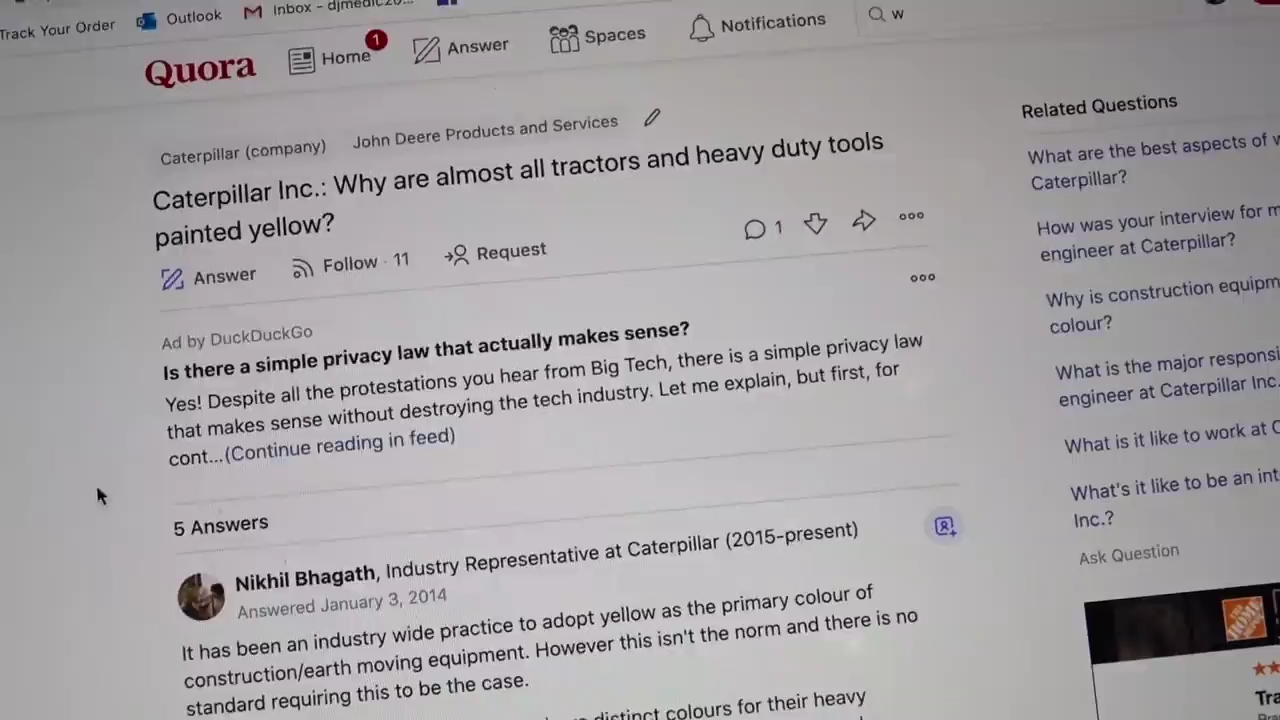 Track Your Order
Outlook
Inbox - djmedic20...
Quora
Home
1
Answer
Spaces
Notifications
w
Caterpillar (company)
John Deere Products and Services
Caterpillar Inc.: Why are almost all tractors and heavy duty tools
painted yellow?
Answer
Follow · 11
Request
1
Ad by DuckDuckGo
Is there a simple privacy law that actually makes sense?
Yes! Despite all the protestations you hear from Big Tech, there is a simple privacy law
that makes sense without destroying the tech industry. Let me explain, but first, for
cont...(Continue reading in feed)
5 Answers
Nikhil Bhagath, Industry Representative at Caterpillar (2015-present)
Answered January 3, 2014
It has been an industry wide practice to adopt yellow as the primary colour of
construction/earth moving equipment. However this isn't the norm and there is no
standard requiring this to be the case.
distinct colours for their heavy
Related Questions
What are the best aspects of w
Caterpillar?
How was your interview for m
engineer at Caterpillar?
Why is construction equipm
colour?
What is the major responsi
engineer at Caterpillar Inc.
What is it like to work at C
What's it like to be an int
Inc.?
Ask Question
Tra